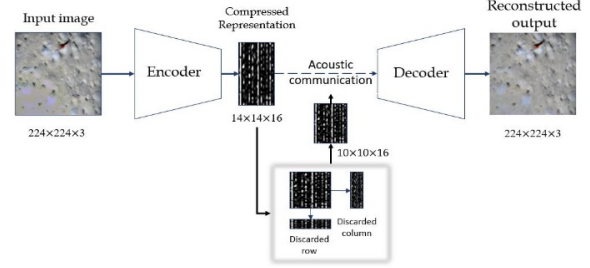 Input image
224×224×3
Encoder
Compressed
Representation
14×14×16
Acoustic
communication
10×10×16
Discarded
row
Discarded
column
Decoder
Reconstructed
output
224×224×3